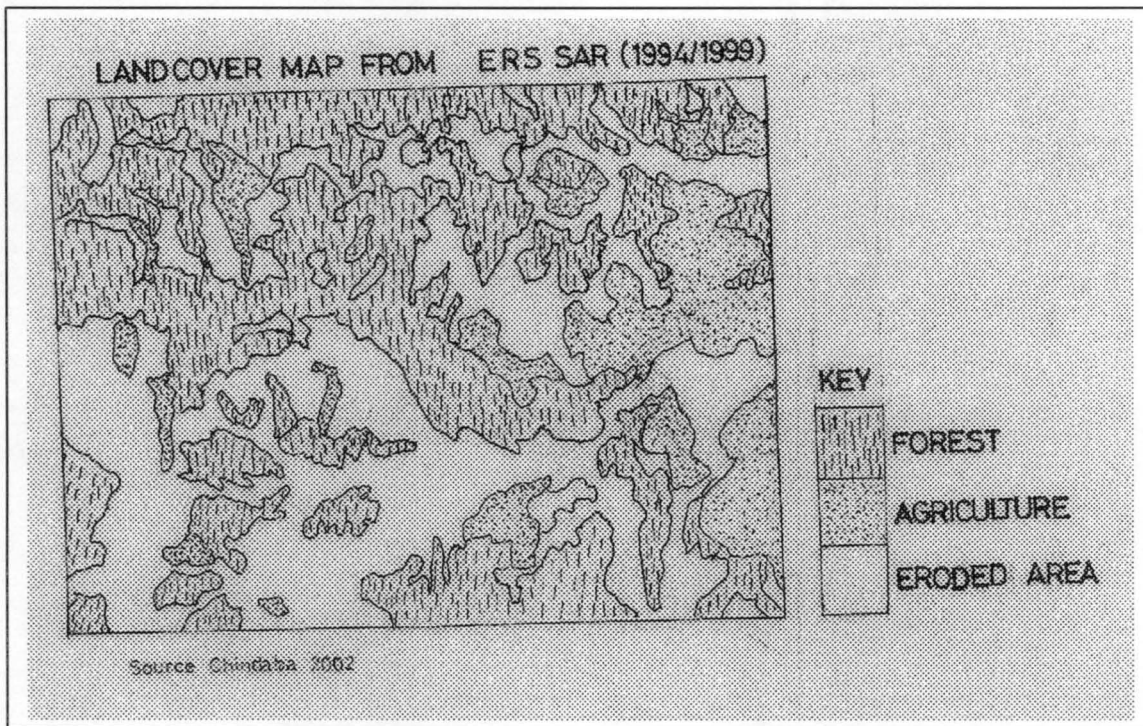 LANDCOVER MAP FROM ERS SAR (1994/1999)
KEY
FOREST
AGRICULTURE
ERODED AREA
Source Chindaba 2002